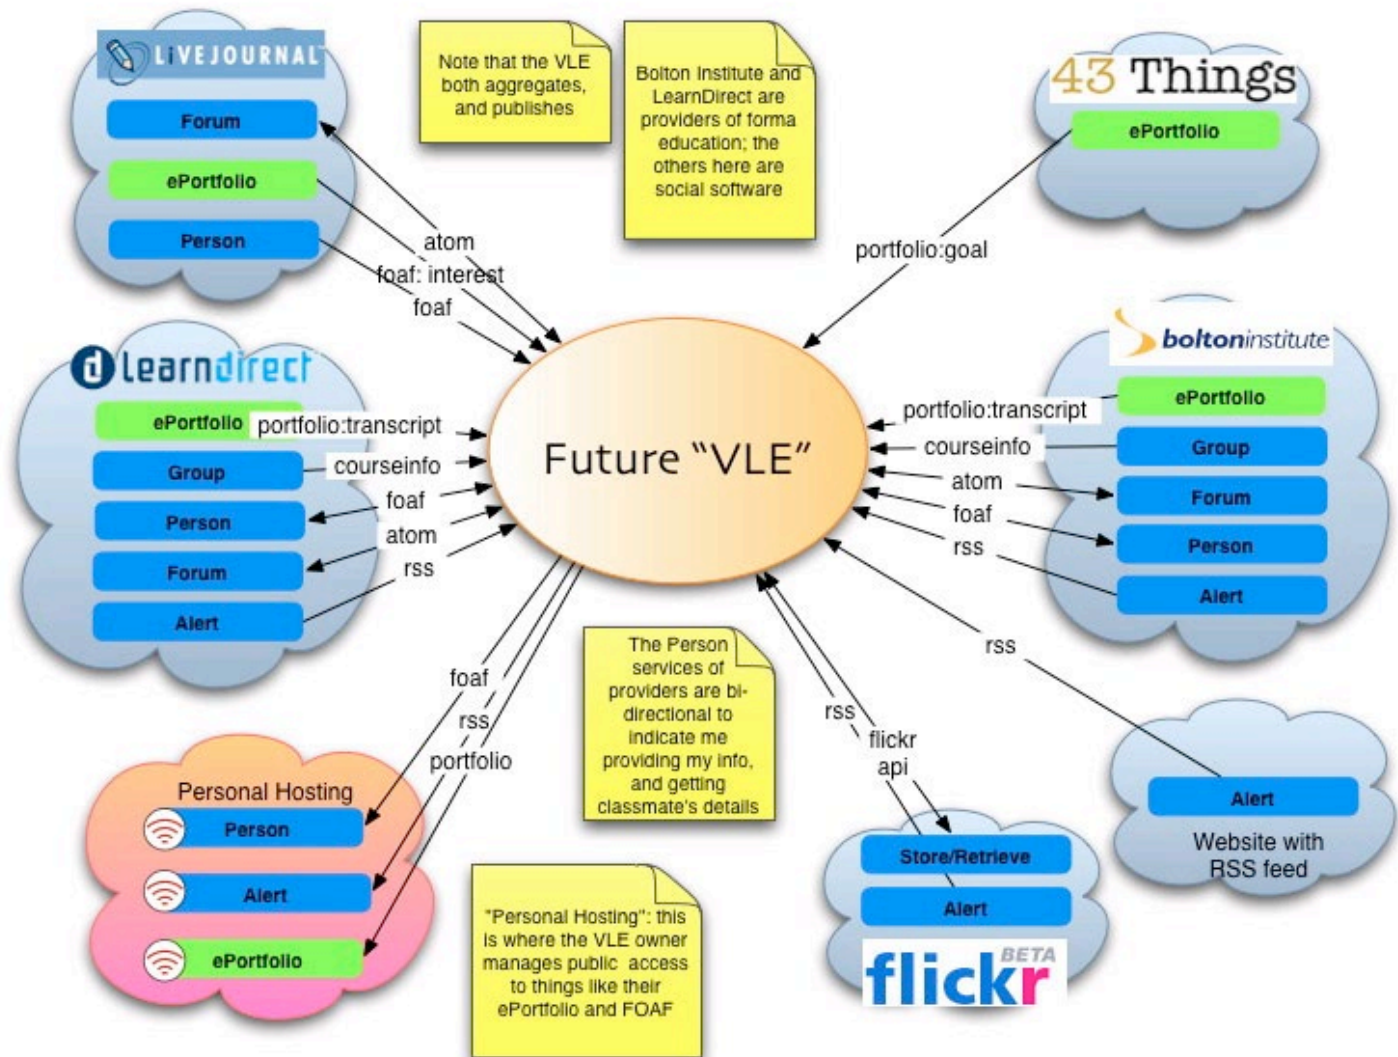 LiVEJOURNAL
Forum
ePortfolio
Person
atom
foaf: interest
foaf
Note that the VLE
both aggregates,
and publishes
Bolton Institute and
LearnDirect are
providers of forma
education; the
others here are
social software
43 Things
ePortfolio
portfolio:goal
learndirect
ePortfolio
Group
Person
Forum
Alert
portfolio:transcript
courseinfo
foaf
atom
rss
Future “VLE”
boltoninstitute
ePortfolio
Group
Forum
Person
Alert
portfolio:transcript
courseinfo
atom
foaf
rss
foaf
rss
portfolio
Personal Hosting
Person
Alert
ePortfolio
The Person
services of
providers are bi-
directional to
indicate me
providing my info,
and getting
classmate's details
"Personal Hosting": this
is where the VLE owner
manages public access
to things like their
ePortfolio and FOAF
rss
flickr
api
Store/Retrieve
Alert
flickr
BETA
rss
Alert
Website with
RSS feed